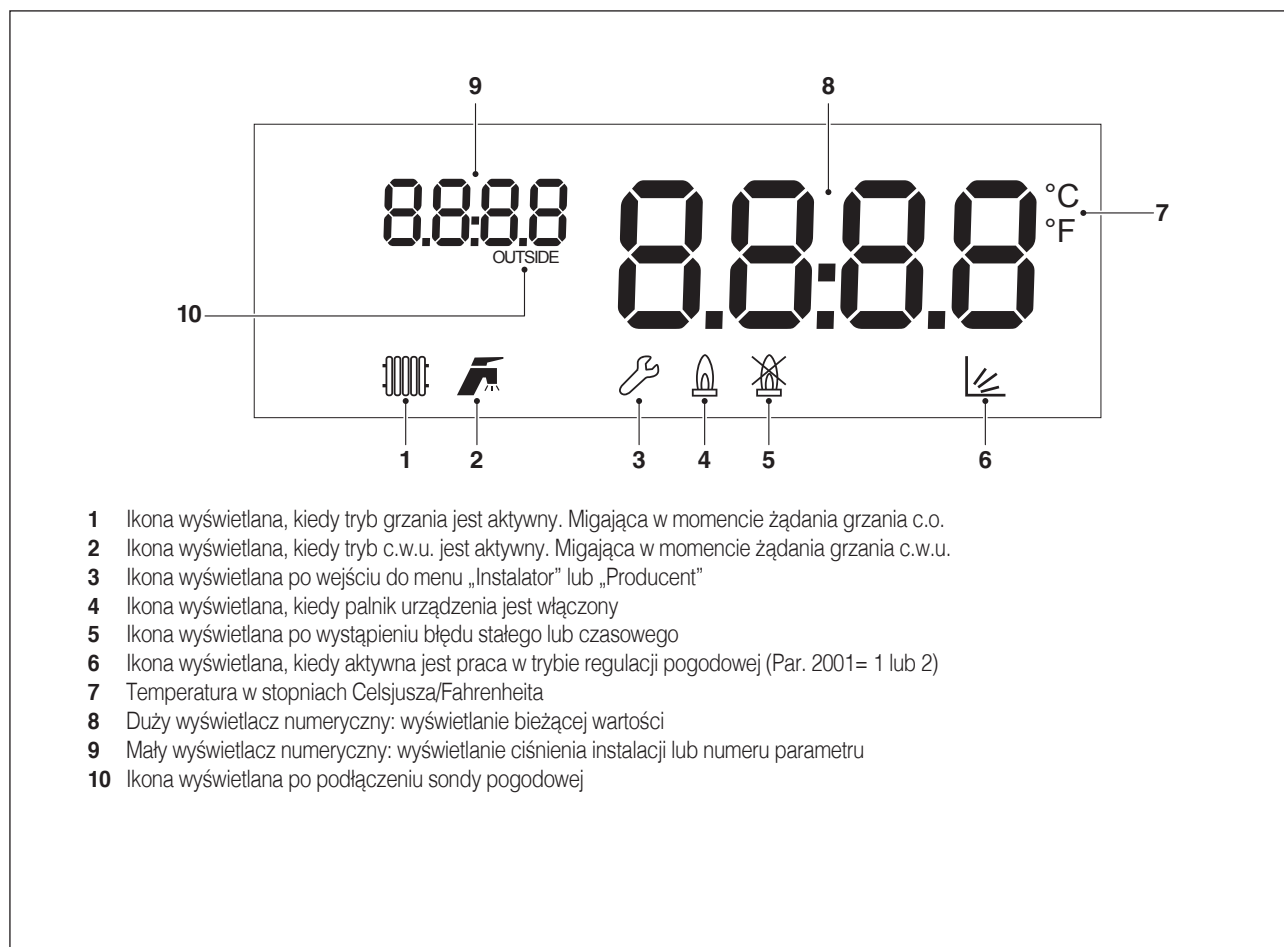 9 8
8.8:8.8
8.8:8.8 °C
°F
7
OUTSIDE
10
1 2 3 4 5 6
1 Ikona wyświetlana, kiedy tryb grzania jest aktywny. Migająca w momencie żądania grzania c.o.
2 Ikona wyświetlana, kiedy tryb c.w.u. jest aktywny. Migająca w momencie żądania grzania c.w.u.
3 Ikona wyświetlana po wejściu do menu „Instalator” lub „Producent”
4 Ikona wyświetlana, kiedy palnik urządzenia jest włączony
5 Ikona wyświetlana po wystąpieniu błędu stałego lub czasowego
6 Ikona wyświetlana, kiedy aktywna jest praca w trybie regulacji pogodowej (Par. 2001= 1 lub 2)
7 Temperatura w stopniach Celsjusza/Fahrenheita
8 Duży wyświetlacz numeryczny: wyświetlanie bieżącej wartości
9 Mały wyświetlacz numeryczny: wyświetlanie ciśnienia instalacji lub numeru parametru
10 Ikona wyświetlana po podłączeniu sondy pogodowej